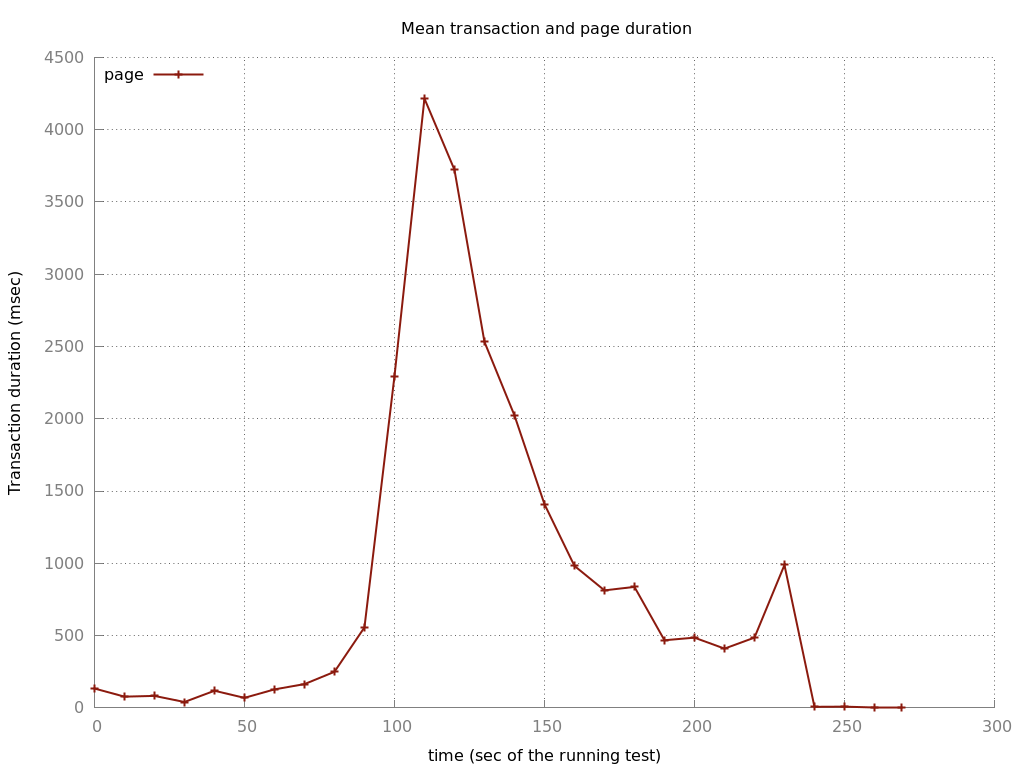 Mean transaction and page duration
4500
page
4000
3500
3000
2500
2000
1500
1000
500
0
Transaction duration (msec)
0 50 100 150 200 250 300
time (sec of the running test)